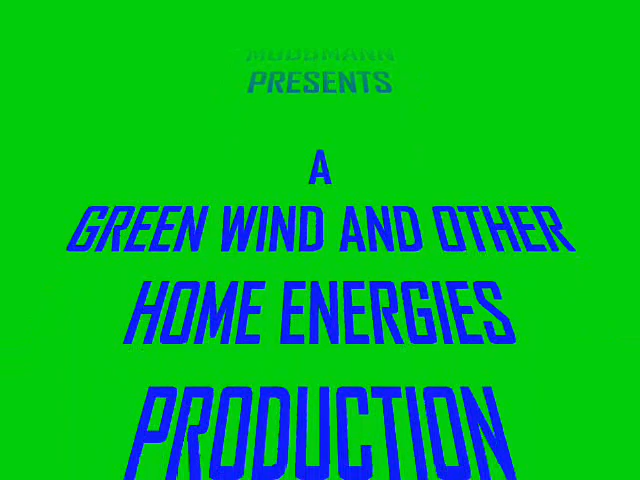 PRESENTS
A
GREEN WIND AND OTHER
HOME ENERGIES
PRODUCTION